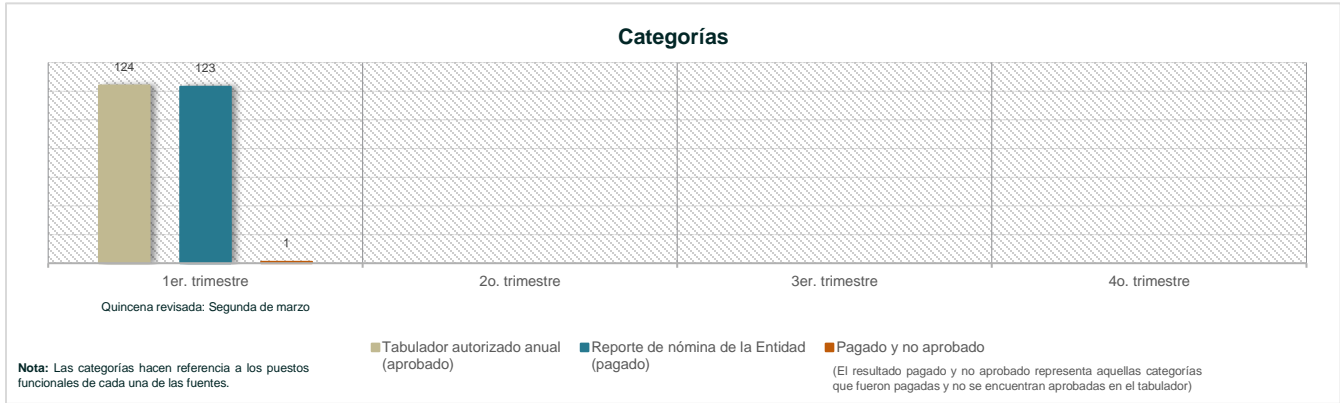 Categorías
124
123
1
1er. trimestre
2o. trimestre
3er. trimestre
4o. trimestre
Quincena revisada: Segunda de marzo
Tabulador autorizado anual
(aprobado)
Reporte de nómina de la Entidad
(pagado)
Pagado y no aprobado
(El resultado pagado y no aprobado representa aquellas categorías
que fueron pagadas y no se encuentran aprobadas en el tabulador)
Nota: Las categorías hacen referencia a los puestos
funcionales de cada una de las fuentes.